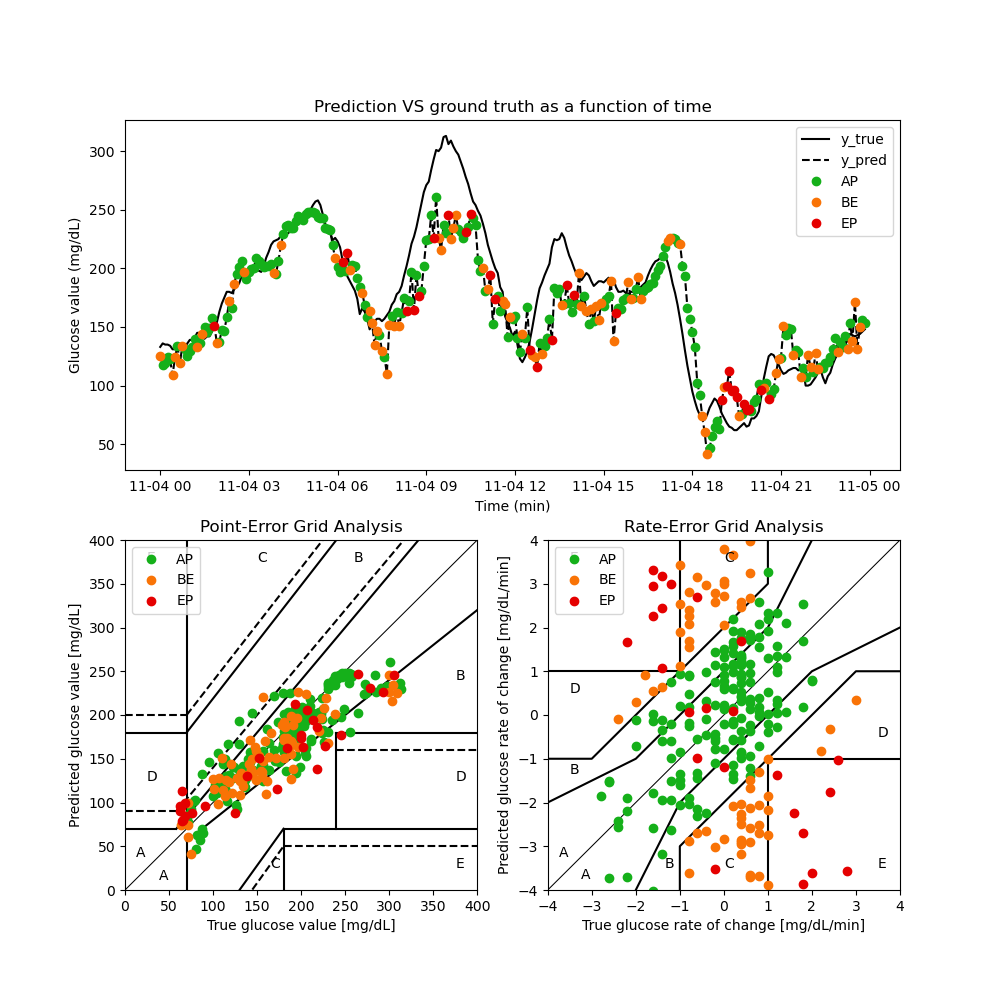 Prediction VS ground truth as a function of time
Glucose value (mg/dL)
300
250
200
150
100
50
y_true
y_pred
AP
BE
EP
11-04 00 11-04 03 11-04 06 11-04 09 11-04 12 11-04 15 11-04 18 11-04 21 11-05 00
Time (min)
Point-Error Grid Analysis
Predicted glucose value [mg/dL]
400
350
300
250
200
150
100
50
0
AP
BE
EP
C
B
B
D
D
A
A
C
E
0 50 100 150 200 250 300 350 400
True glucose value [mg/dL]
Rate-Error Grid Analysis
Predicted glucose rate of change [mg/dL/min]
4
3
2
1
0
−1
−2
−3
−4
AP
BE
EP
C
D
D
B
A
A
B
C
E
−4 −3 −2 −1 0 1 2 3 4
True glucose rate of change [mg/dL/min]